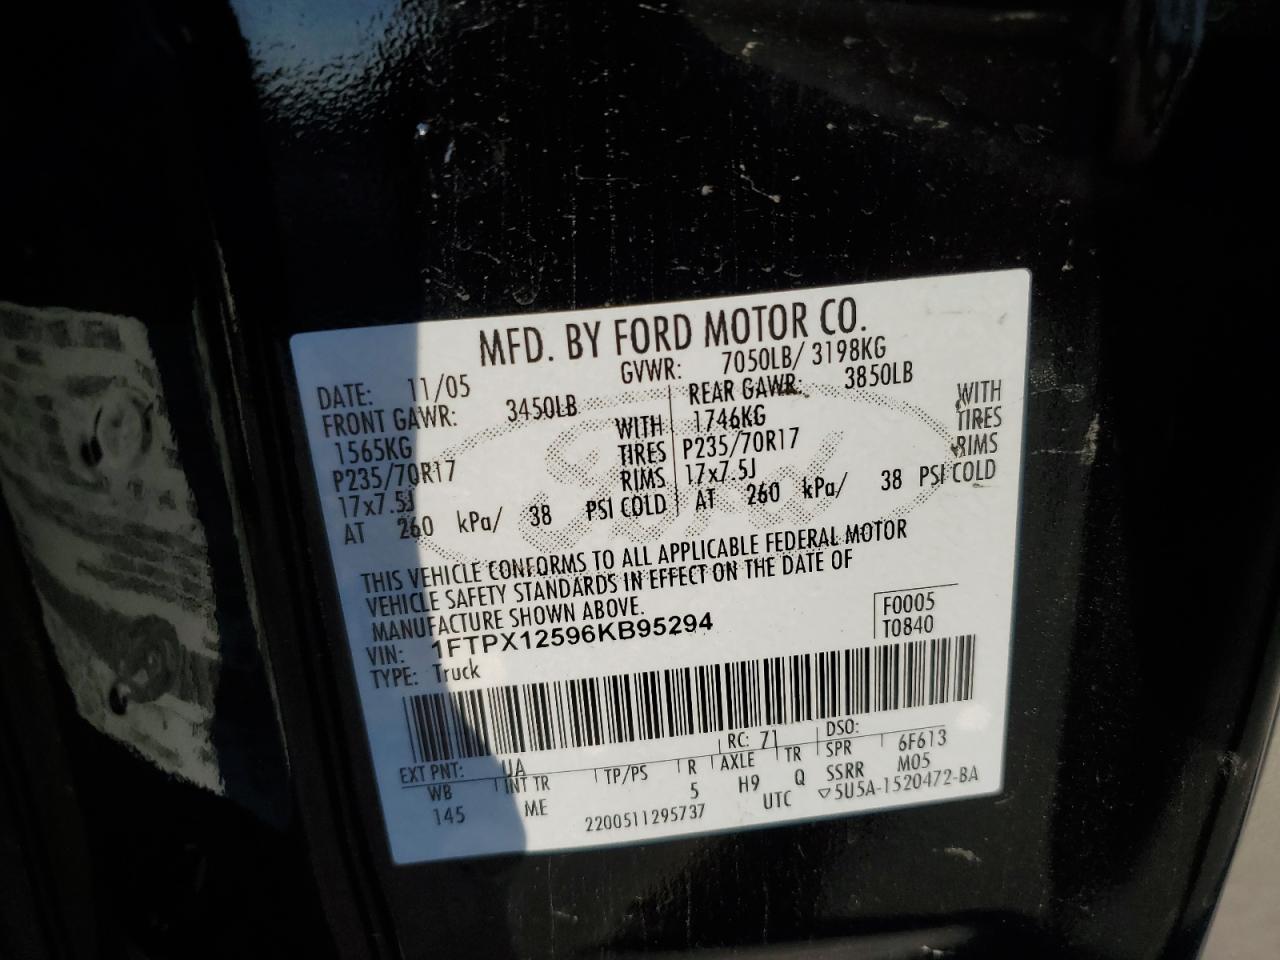 MFD. BY FORD MOTOR CO.
DATE: 11/05 GVWR: 7050LB/ 3198KG
FRONT GAWR: 3450LB REAR GAWR: 3850LB
1565KG WITH 1746KG WITH
P235/70R17 TIRES P235/70R17 TIRES
17x7.5J RIMS 17x7.5J RIMS
AT 260 kPa/ 38 PSI COLD AT 260 kPa/ 38 PSI COLD
Ford
THIS VEHICLE CONFORMS TO ALL APPLICABLE FEDERAL MOTOR
VEHICLE SAFETY STANDARDS IN EFFECT ON THE DATE OF
MANUFACTURE SHOWN ABOVE.
VIN: 1FTPX12596KB95294 F0005
TYPE: Truck T0840
EXT PNT: UA RC: 71 DSO:
WB INT TR TP/PS R AXLE TR SPR 6F613
145 ME 5 H9 Q SSRR M05
2200511295737 UTC ▽5U5A-1520472-BA